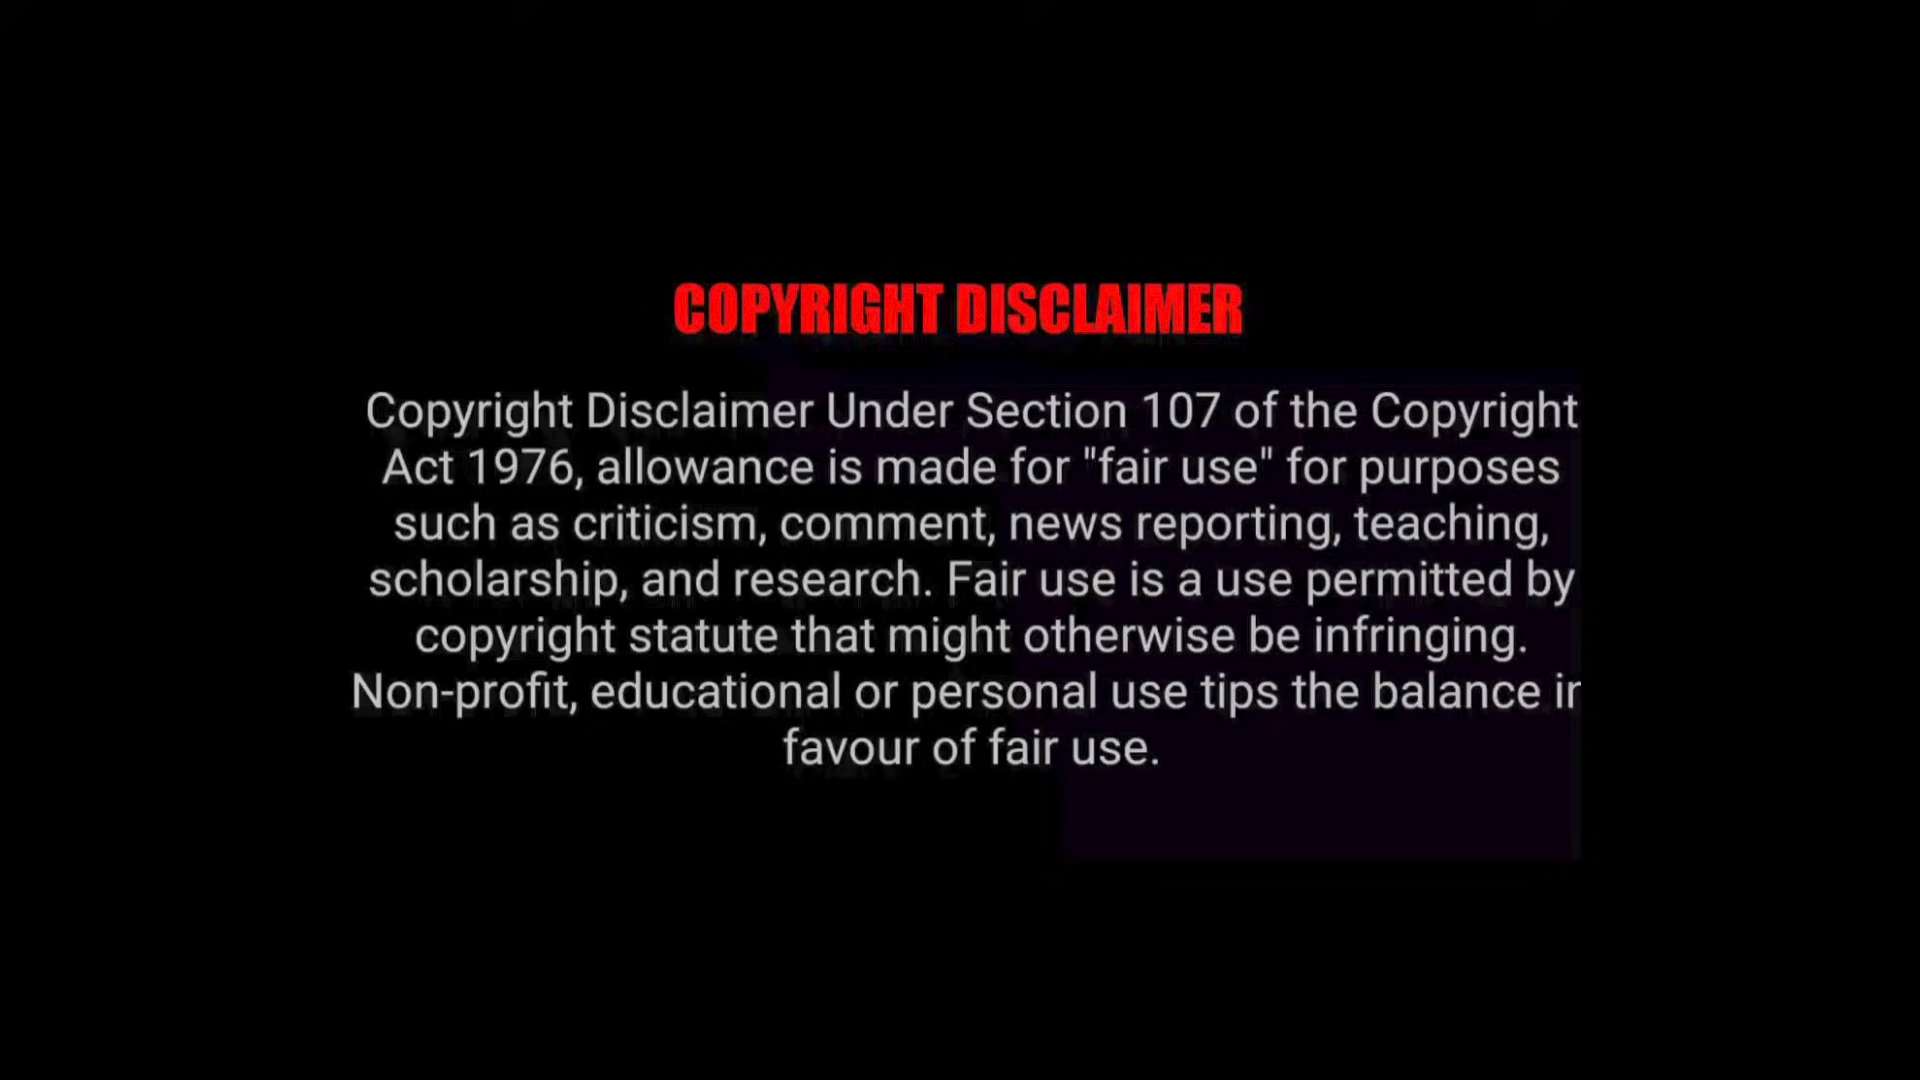 COPYRIGHT DISCLAIMER
Copyright Disclaimer Under Section 107 of the Copyright
Act 1976, allowance is made for "fair use" for purposes
such as criticism, comment, news reporting, teaching,
scholarship, and research. Fair use is a use permitted by
copyright statute that might otherwise be infringing.
Non-profit, educational or personal use tips the balance in
favour of fair use.